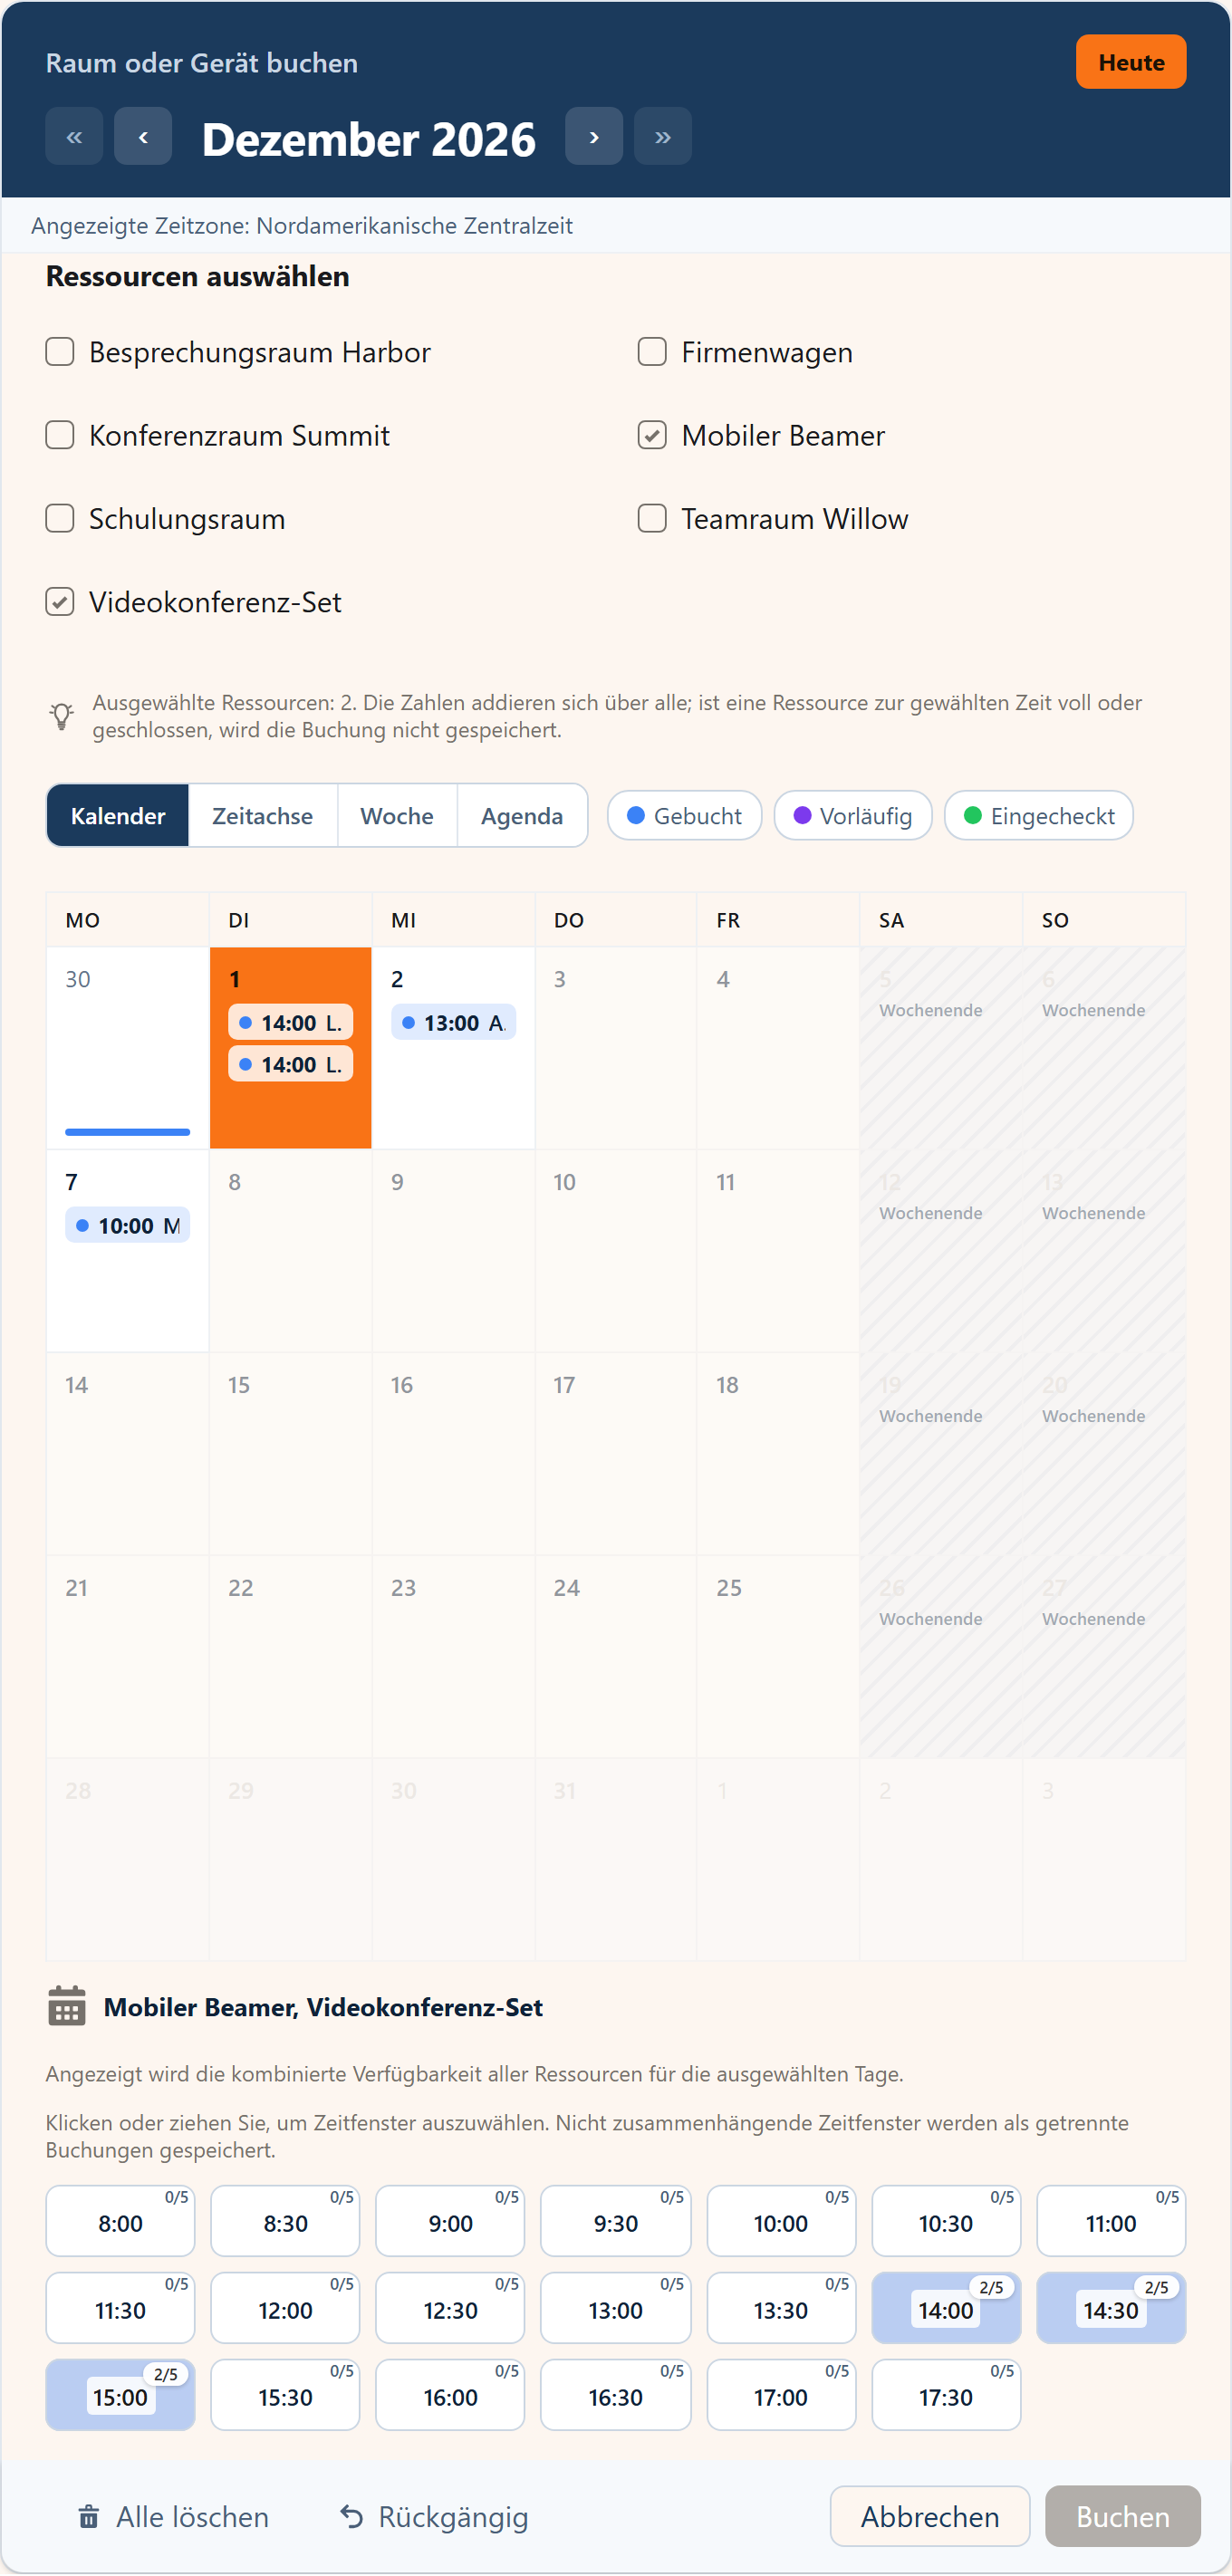 Raum oder Gerät buchen
Heute
« ‹ Dezember 2026 › »
Angezeigte Zeitzone: Nordamerikanische Zentralzeit
Ressourcen auswählen
Besprechungsraum Harbor
Firmenwagen
Konferenzraum Summit
Mobiler Beamer
Schulungsraum
Teamraum Willow
Videokonferenz-Set
Ausgewählte Ressourcen: 2. Die Zahlen addieren sich über alle; ist eine Ressource zur gewählten Zeit voll oder
geschlossen, wird die Buchung nicht gespeichert.
Kalender Zeitachse Woche Agenda Gebucht Vorläufig Eingecheckt
MO DI MI DO FR SA SO
30 1 2 3 4 5 6
14:00 L. 13:00 A. Wochenende Wochenende
14:00 L.
7 8 9 10 11 12 13
10:00 M Wochenende Wochenende
14 15 16 17 18 19 20
Wochenende Wochenende
21 22 23 24 25 26 27
Wochenende Wochenende
28 29 30 31 1 2 3
Mobiler Beamer, Videokonferenz-Set
Angezeigt wird die kombinierte Verfügbarkeit aller Ressourcen für die ausgewählten Tage.
Klicken oder ziehen Sie, um Zeitfenster auszuwählen. Nicht zusammenhängende Zeitfenster werden als getrennte
Buchungen gespeichert.
0/5 0/5 0/5 0/5 0/5 0/5 0/5
8:00 8:30 9:00 9:30 10:00 10:30 11:00
0/5 0/5 0/5 0/5 0/5 2/5 2/5
11:30 12:00 12:30 13:00 13:30 14:00 14:30
2/5 0/5 0/5 0/5 0/5 0/5
15:00 15:30 16:00 16:30 17:00 17:30
Alle löschen Rückgängig Abbrechen Buchen